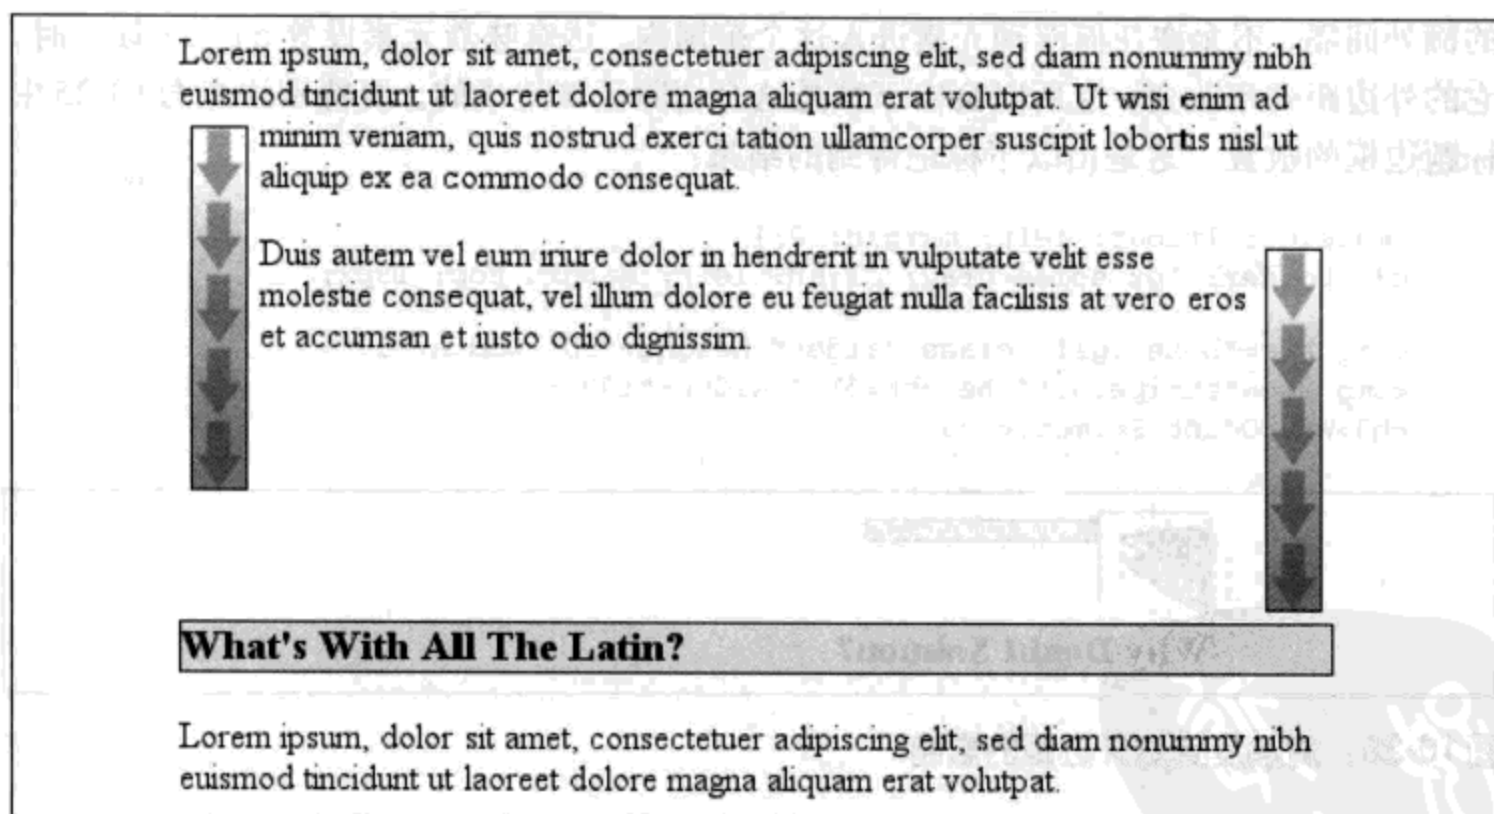 Lorem ipsum, dolor sit amet, consectetuer adipiscing elit, sed diam nonummy nibh
euismod tincidunt ut laoreet dolore magna aliquam erat volutpat. Ut wisi enim ad
minim veniam, quis nostrud exerci tation ullamcorper suscipit lobortis nisl ut
aliquip ex ea commodo consequat.
Duis autem vel eum iriure dolor in hendrerit in vulputate velit esse
molestie consequat, vel illum dolore eu feugiat nulla facilisis at vero eros
et accumsan et iusto odio dignissim.
What's With All The Latin?
Lorem ipsum, dolor sit amet, consectetuer adipiscing elit, sed diam nonummy nibh
euismod tincidunt ut laoreet dolore magna aliquam erat volutpat.